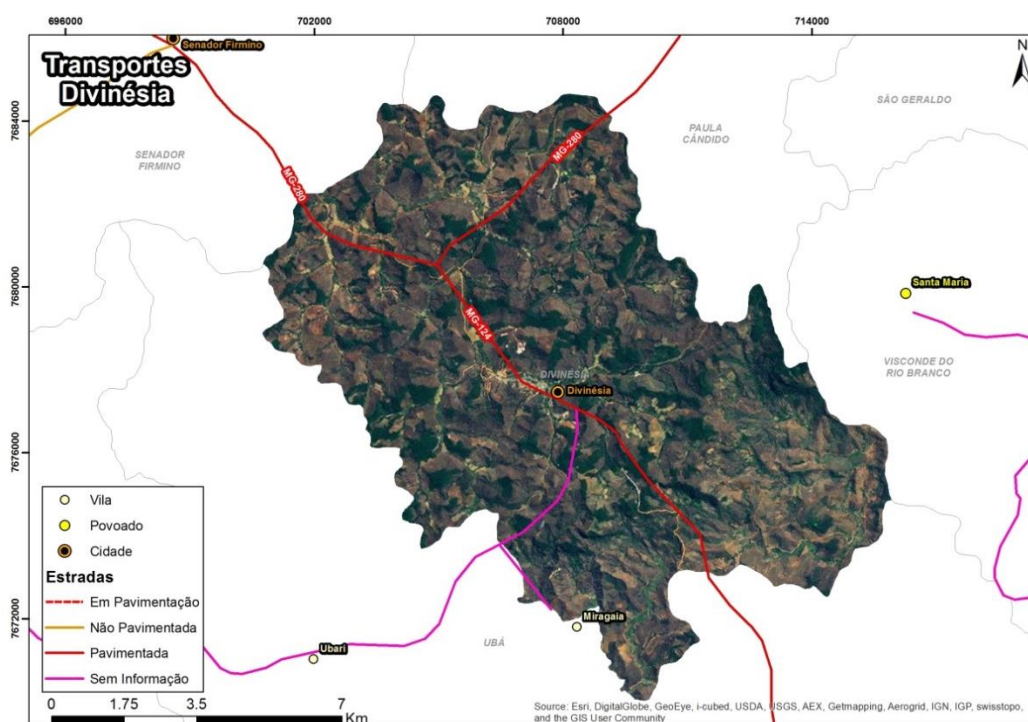 696000
702000
708000
714000
Senador Firmino
Transportes
Divinésia
N
7684000
SENADOR
FIRMINO
PAULA
CÂNDIDO
SÃO GERALDO
MG-280
MG-280
7680000
Santa Maria
MG-124
VISCONDE DO
RIO BRANCO
DIVINÉSIA
Divinésia
7676000
Vila
Povoado
Cidade
Estradas
Em Pavimentação
Não Pavimentada
Pavimentada
Sem Informação
7672000
Miragaia
UBÁ
Ubari
0 1.75 3.5 7
Km
Source: Esri, DigitalGlobe, GeoEye, i-cubed, USDA, USGS, AEX, Getmapping, Aerogrid, IGN, IGP, swisstopo,
and the GIS User Community